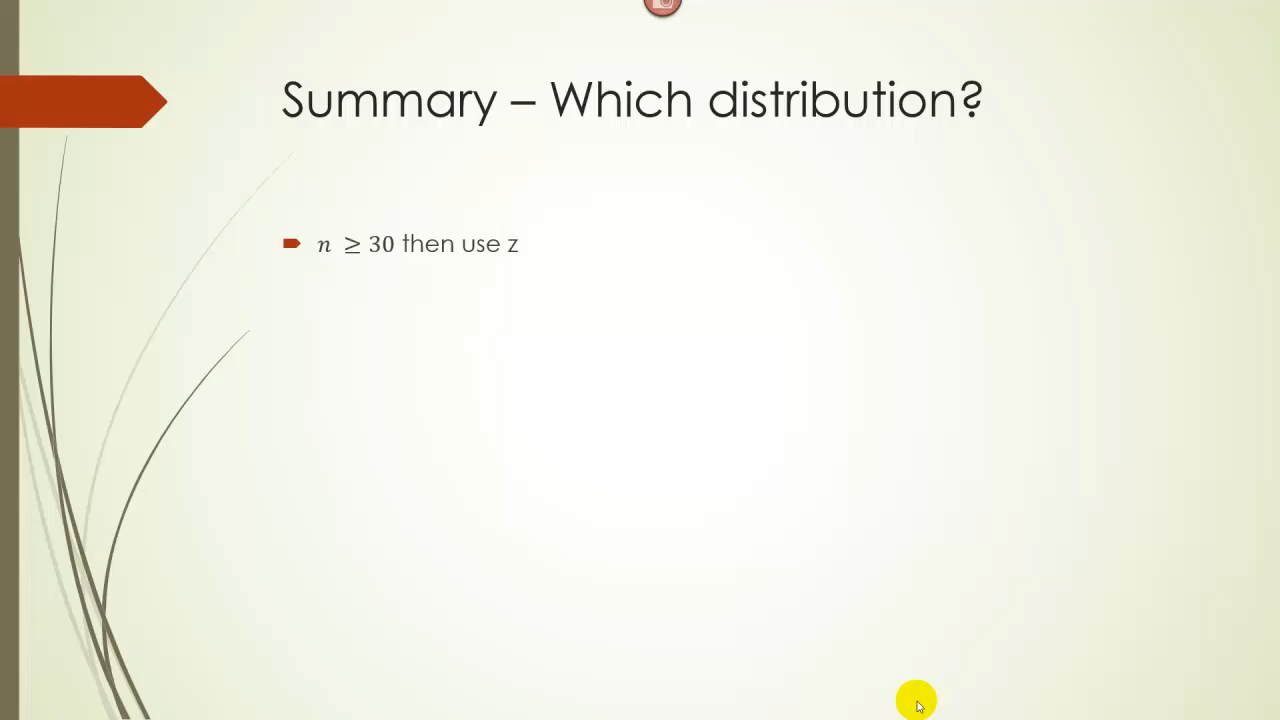 Summary – Which distribution?
n ≥ 30 then use z